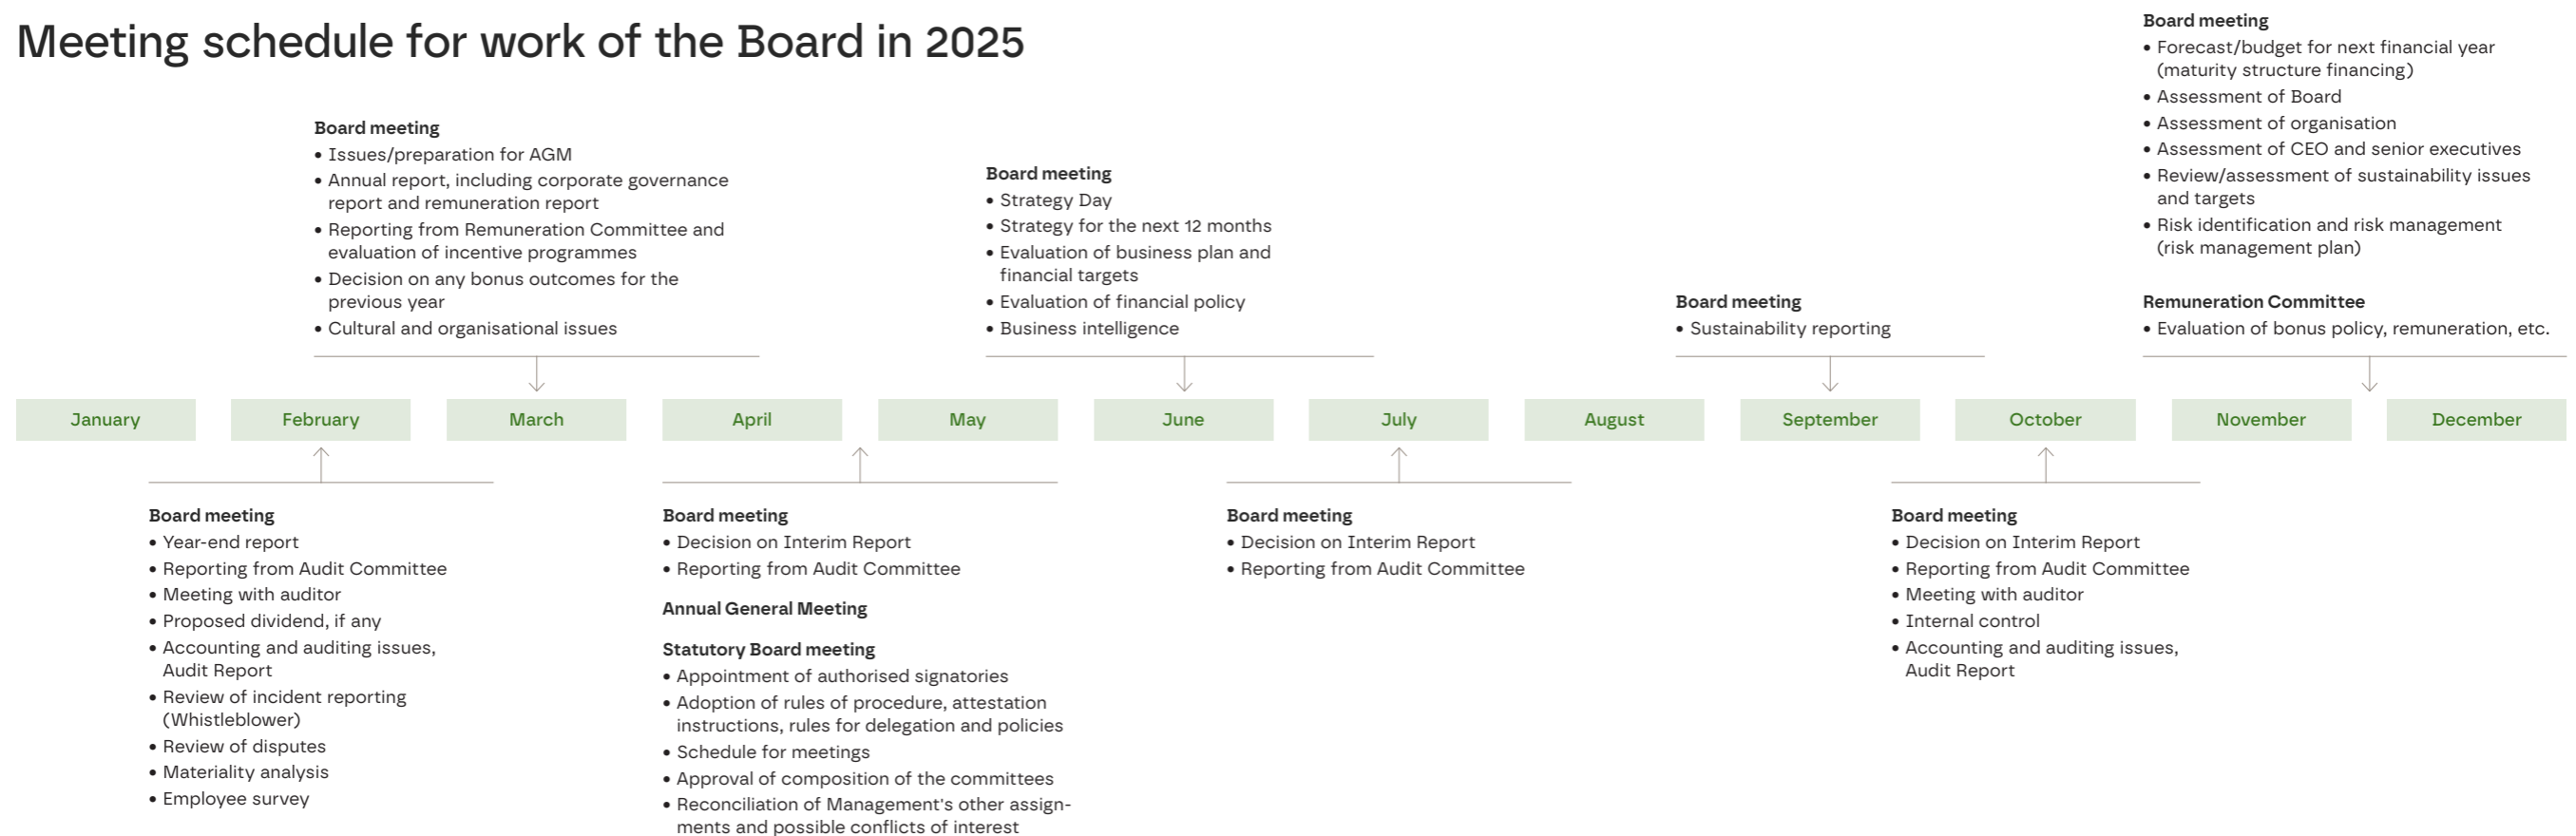 Meeting schedule for work of the Board in 2025
Board meeting
• Issues/preparation for AGM
• Annual report, including corporate governance
report and remuneration report
• Reporting from Remuneration Committee and
evaluation of incentive programmes
• Decision on any bonus outcomes for the
previous year
• Cultural and organisational issues
Board meeting
• Strategy Day
• Strategy for the next 12 months
• Evaluation of business plan and
financial targets
• Evaluation of financial policy
• Business intelligence
Board meeting
• Sustainability reporting
Board meeting
• Forecast/budget for next financial year
(maturity structure financing)
• Assessment of Board
• Assessment of organisation
• Assessment of CEO and senior executives
• Review/assessment of sustainability issues
and targets
• Risk identification and risk management
(risk management plan)
Remuneration Committee
• Evaluation of bonus policy, remuneration, etc.
January
February
March
April
May
June
July
August
September
October
November
December
Board meeting
• Year-end report
• Reporting from Audit Committee
• Meeting with auditor
• Proposed dividend, if any
• Accounting and auditing issues,
Audit Report
• Review of incident reporting
(Whistleblower)
• Review of disputes
• Materiality analysis
• Employee survey
Board meeting
• Decision on Interim Report
• Reporting from Audit Committee
Annual General Meeting
Statutory Board meeting
• Appointment of authorised signatories
• Adoption of rules of procedure, attestation
instructions, rules for delegation and policies
• Schedule for meetings
• Approval of composition of the committees
• Reconciliation of Management's other assign-
ments and possible conflicts of interest
Board meeting
• Decision on Interim Report
• Reporting from Audit Committee
Board meeting
• Decision on Interim Report
• Reporting from Audit Committee
• Meeting with auditor
• Internal control
• Accounting and auditing issues,
Audit Report